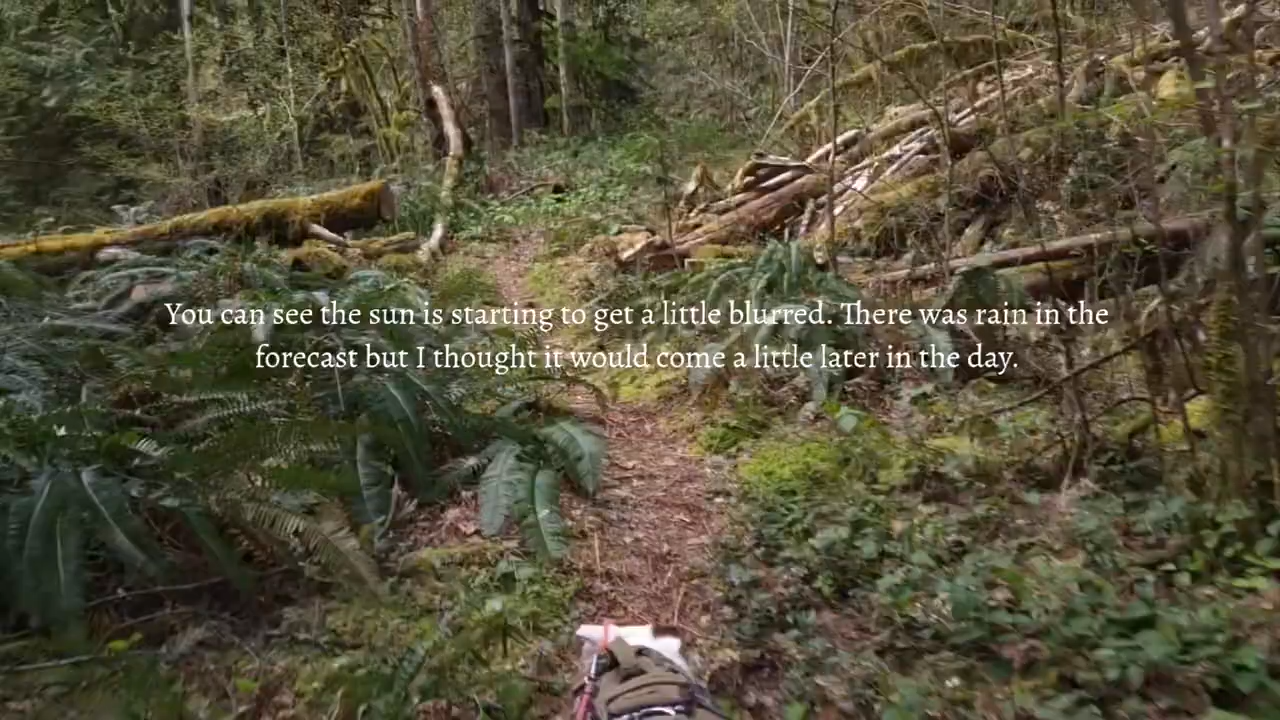 You can see the sun is starting to get a little blurred. There was rain in the
forecast but I thought it would come a little later in the day.